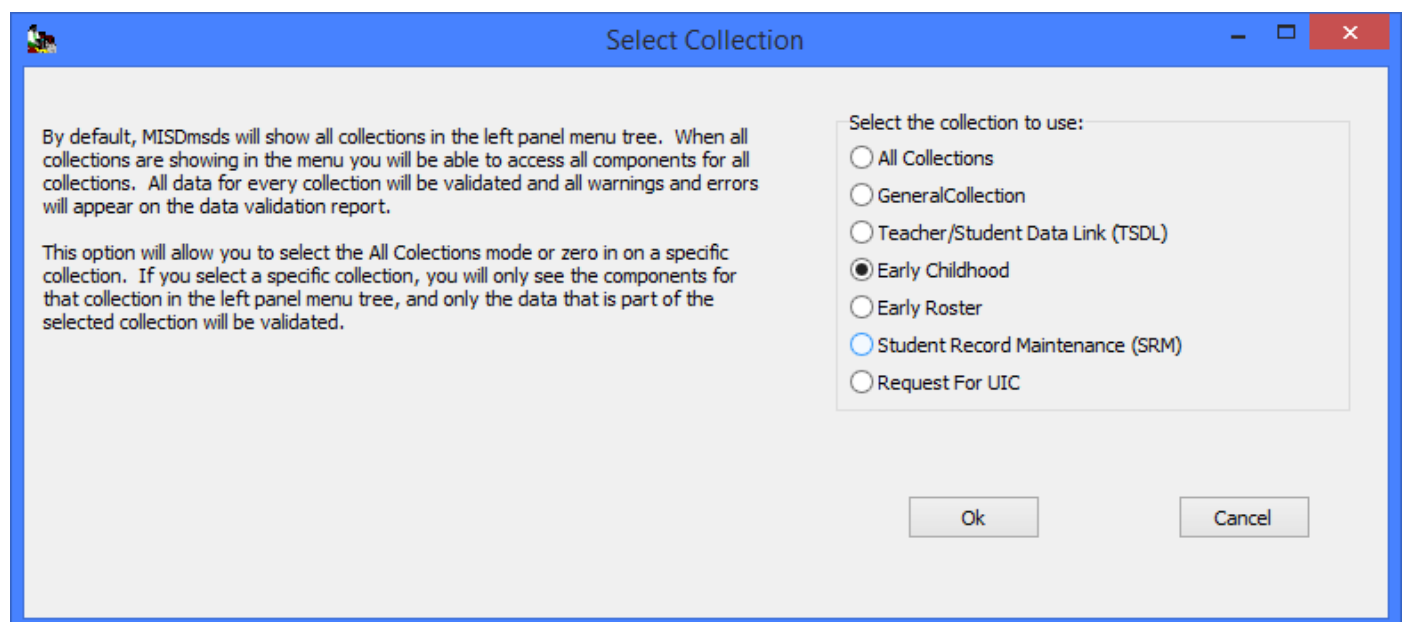 Select Collection
By default, MISDmsds will show all collections in the left panel menu tree.  When all
collections are showing in the menu you will be able to access all components for all
collections.  All data for every collection will be validated and all warnings and errors
will appear on the data validation report.
This option will allow you to select the All Colections mode or zero in on a specific
collection.  If you select a specific collection, you will only see the components for
that collection in the left panel menu tree, and only the data that is part of the
selected collection will be validated.
Select the collection to use:
All Collections
GeneralCollection
Teacher/Student Data Link (TSDL)
Early Childhood
Early Roster
Student Record Maintenance (SRM)
Request For UIC
Ok
Cancel